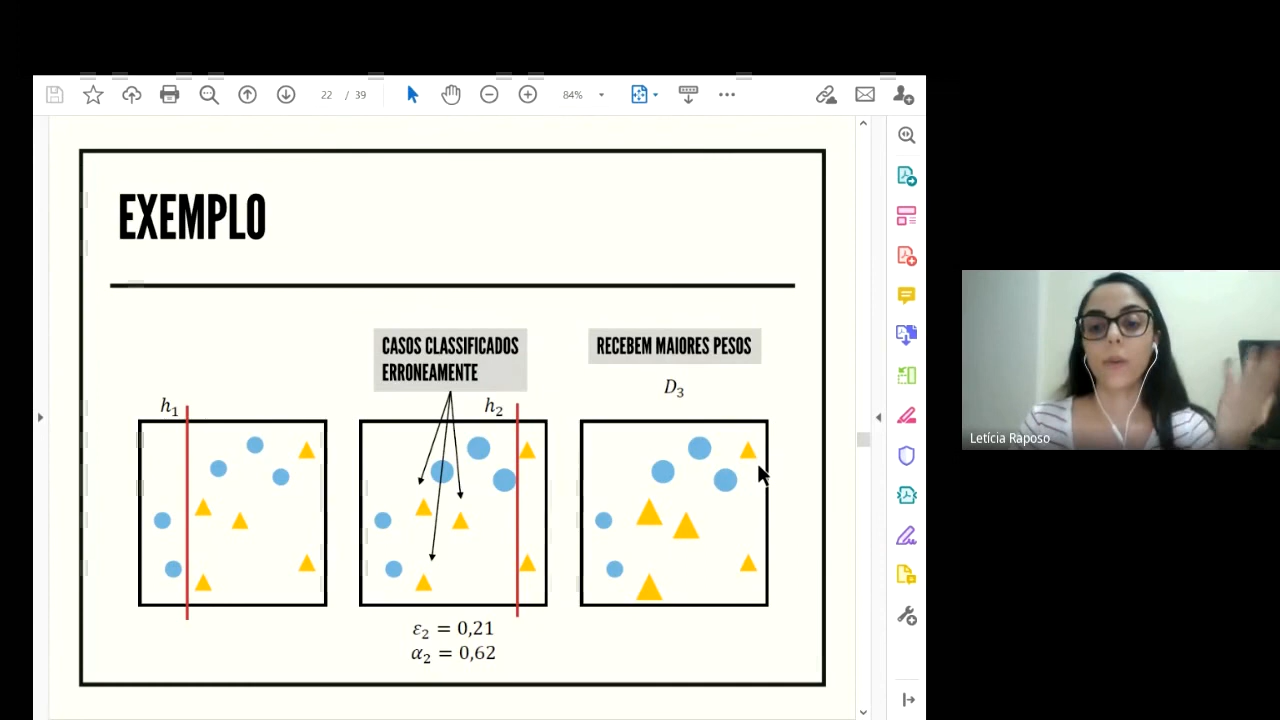 22 / 39
84%
EXEMPLO
CASOS CLASSIFICADOS
ERRONEAMENTE
RECEBEM MAIORES PESOS
D₃
h₁
h₂
ε₂ = 0,21
α₂ = 0,62
Letícia Raposo